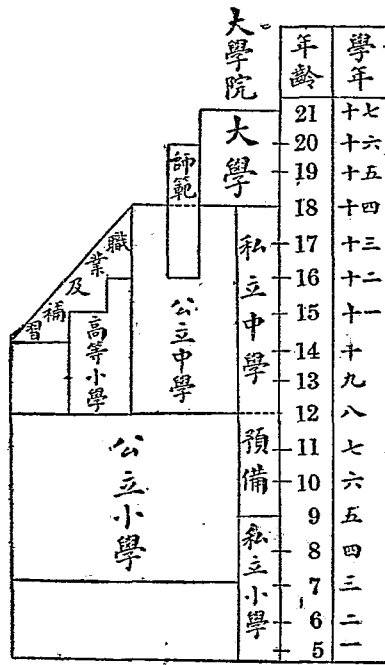 學年
十七
十六
十五
十四
十三
十二
十一
十
九
八
七
六
五
四
三
二
一
年齡
21
20
19
18
17
16
15
14
13
12
11
10
9
8
7
6
5
大學院
大學
師範
私立中學
預備
私立小學
公立中學
高等小學
職業及補習
公立小學